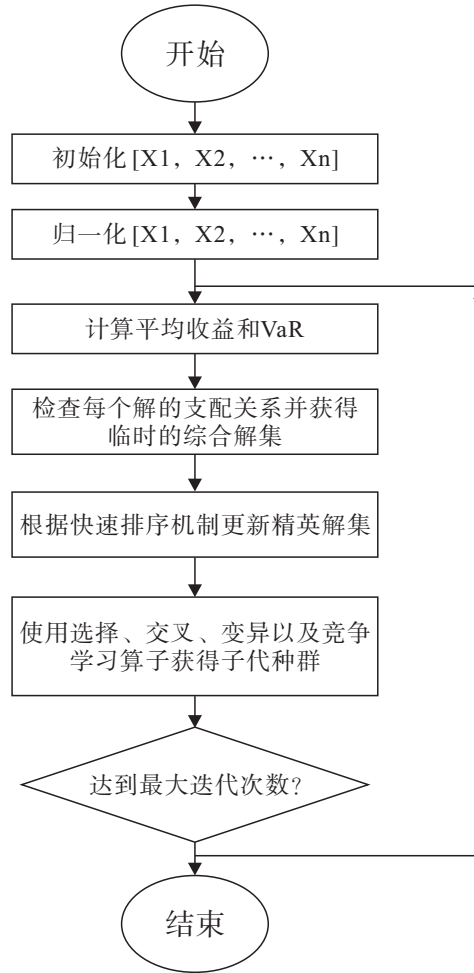 开始
初始化[X1，X2，…，Xn]
归一化[X1，X2，…，Xn]
计算平均收益和VaR
检查每个解的支配关系并获得
临时的综合解集
根据快速排序机制更新精英解集
使用选择、交叉、变异以及竞争
学习算子获得子代种群
达到最大迭代次数?
结束